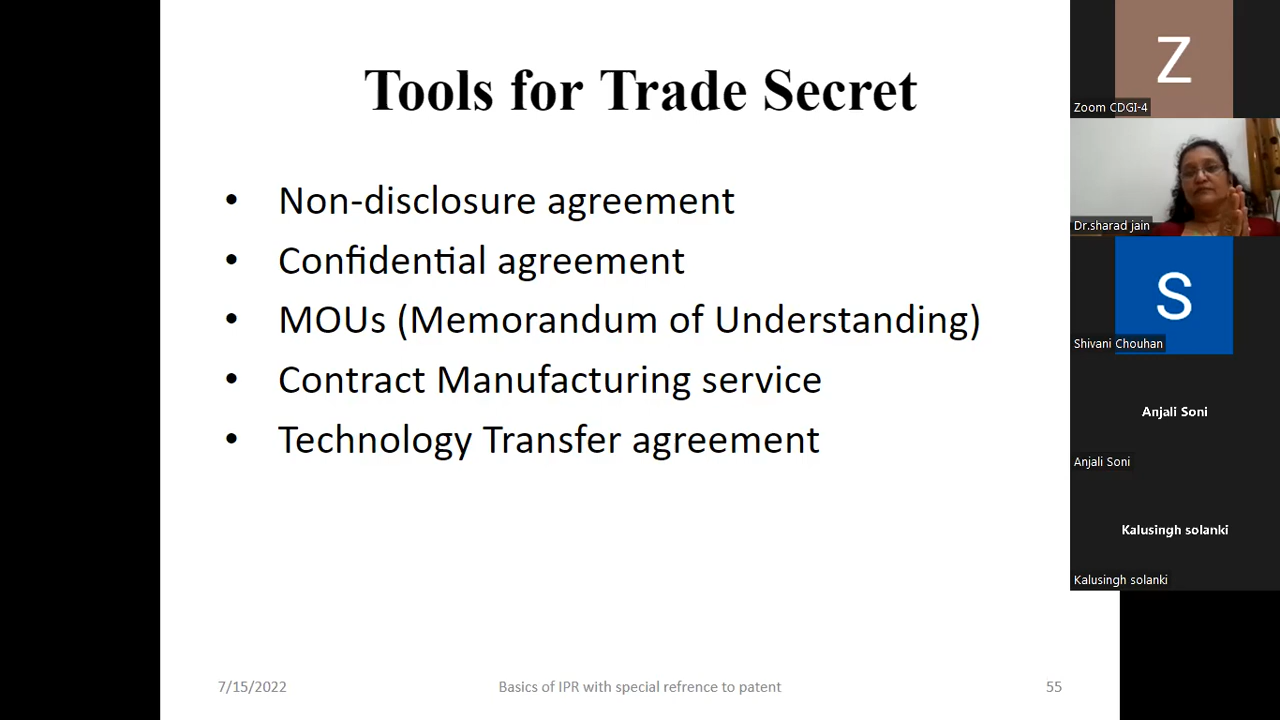 Tools for Trade Secret
• Non-disclosure agreement
• Confidential agreement
• MOUs (Memorandum of Understanding)
• Contract Manufacturing service
• Technology Transfer agreement
7/15/2022
Basics of IPR with special refrence to patent
55
Z
Zoom CDGI-4
Dr.sharad jain
S
Shivani Chouhan
Anjali Soni
Anjali Soni
Kalusingh solanki
Kalusingh solanki